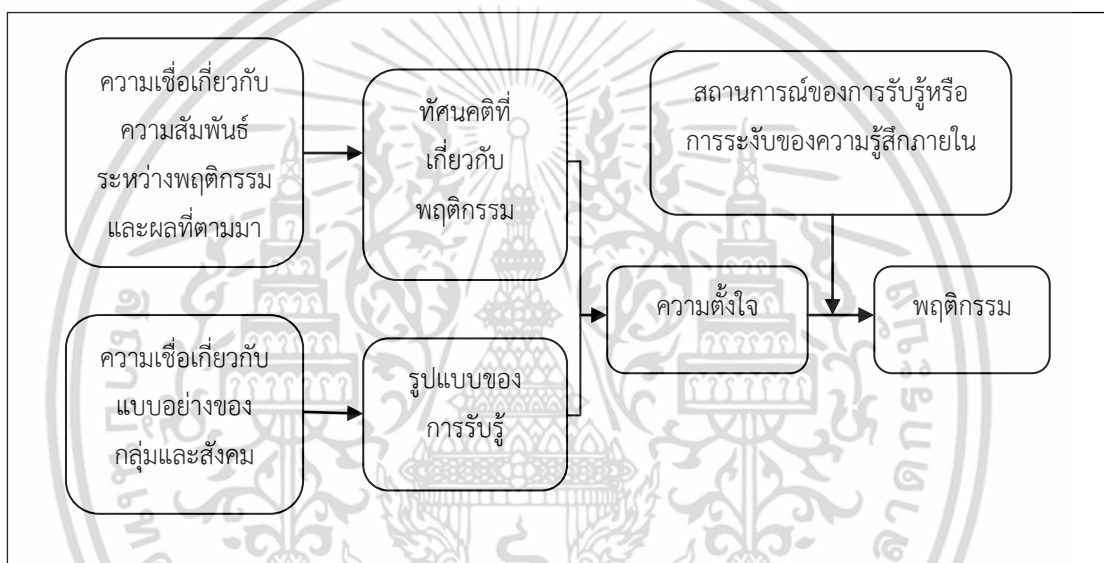 ความเชื่อเกี่ยวกับ
ความสัมพันธ์
ระหว่างพฤติกรรม
และผลที่ตามมา
ทัศนคติที่
เกี่ยวกับ
พฤติกรรม
สถานการณ์ของการรับรู้หรือ
การระงับของความรู้สึกภายใน
ความตั้งใจ
พฤติกรรม
ความเชื่อเกี่ยวกับ
แบบอย่างของ
กลุ่มและสังคม
รูปแบบของ
การรับรู้